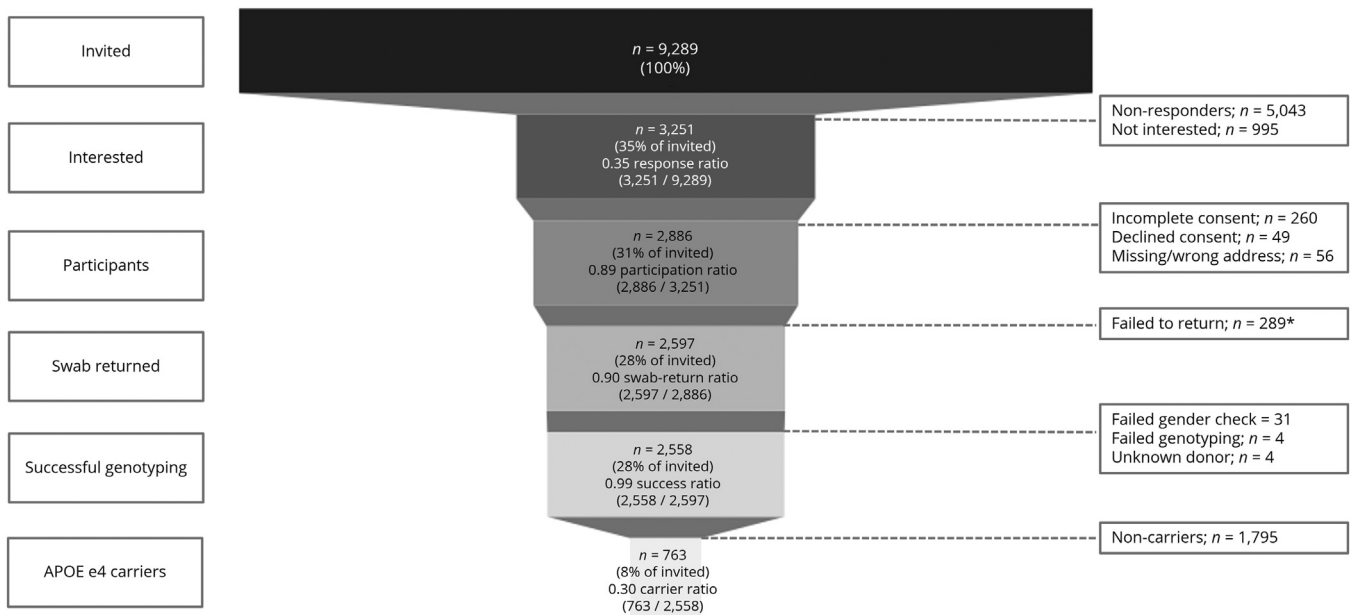 Invited
n = 9,289
(100%)
Non-responders; n = 5,043
Not interested; n = 995
Interested
n = 3,251
(35% of invited)
0.35 response ratio
(3,251 / 9,289)
Incomplete consent; n = 260
Declined consent; n = 49
Missing/wrong address; n = 56
Participants
n = 2,886
(31% of invited)
0.89 participation ratio
(2,886 / 3,251)
Failed to return; n = 289*
Swab returned
n = 2,597
(28% of invited)
0.90 swab-return ratio
(2,597 / 2,886)
Failed gender check = 31
Failed genotyping; n = 4
Unknown donor; n = 4
Successful genotyping
n = 2,558
(28% of invited)
0.99 success ratio
(2,558 / 2,597)
Non-carriers; n = 1,795
APOE e4 carriers
n = 763
(8% of invited)
0.30 carrier ratio
(763 / 2,558)